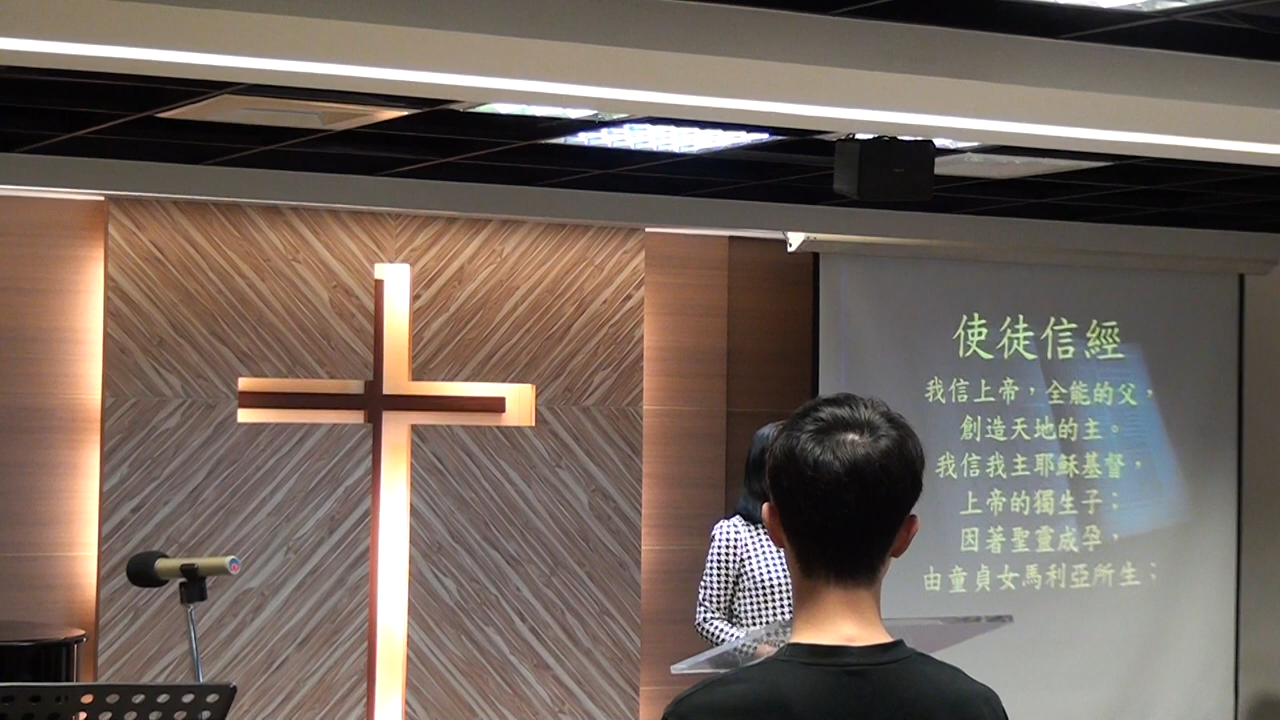 使徒信經
我信上帝，全能的父，
創造天地的主。
我信我主耶穌基督，
上帝的獨生子；
因著聖靈成孕，
由童貞女馬利亞所生；